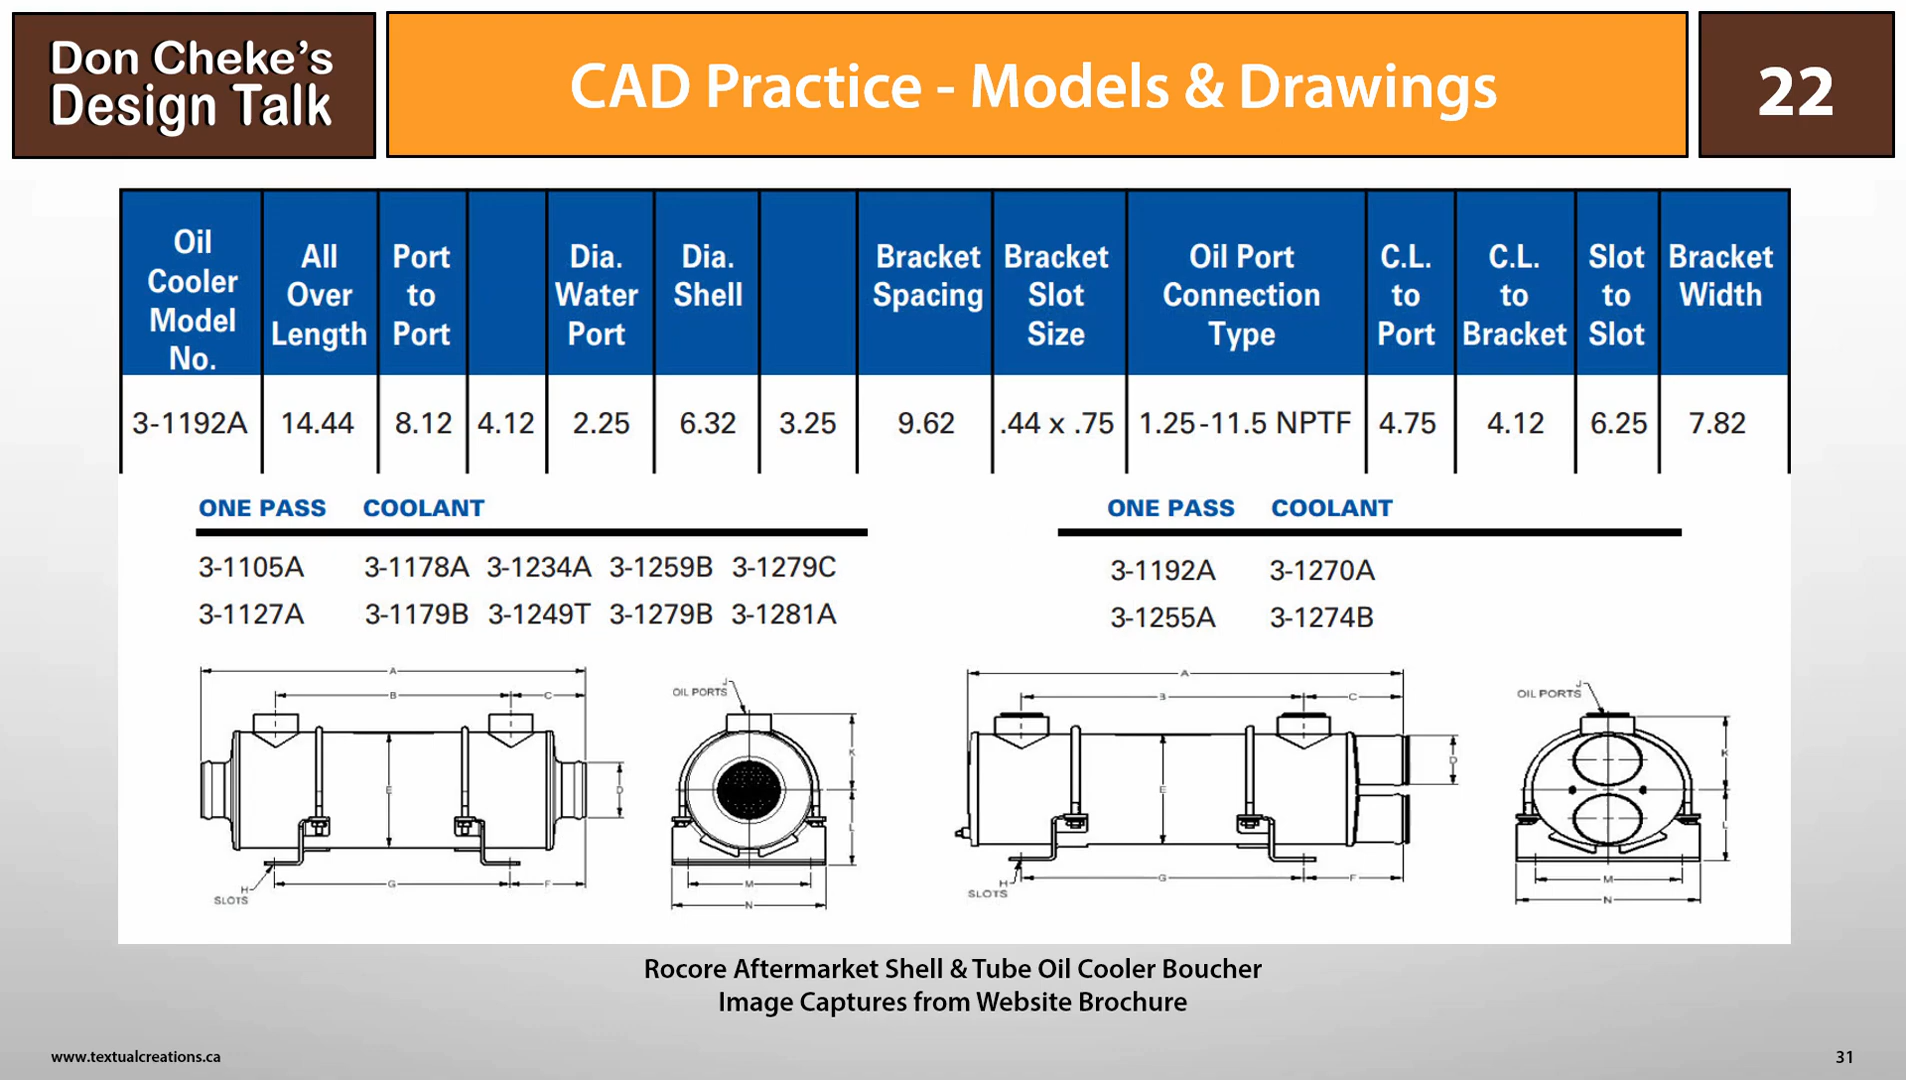 Don Cheke's
Design Talk
CAD Practice - Models & Drawings
22
Oil Cooler Model No.
All Over Length
Port to Port
Dia. Water Port
Dia. Shell
Bracket Spacing
Bracket Slot Size
Oil Port Connection Type
C.L. to Port
C.L. to Bracket
Slot to Slot
Bracket Width
3-1192A 14.44 8.12 4.12 2.25 6.32 3.25 9.62 .44 x .75 1.25-11.5 NPTF 4.75 4.12 6.25 7.82
ONE PASS COOLANT
3-1105A 3-1178A 3-1234A 3-1259B 3-1279C
3-1127A 3-1179B 3-1249T 3-1279B 3-1281A
A
B C
J
OIL PORTS
K
E
D
L
H
SLOTS
G F
M
N
ONE PASS COOLANT
3-1192A 3-1270A
3-1255A 3-1274B
A
B C
J
OIL PORTS
K
E
D
L
H
SLOTS
G F
M
N
Rocore Aftermarket Shell & Tube Oil Cooler Boucher
Image Captures from Website Brochure
www.textualcreations.ca
31